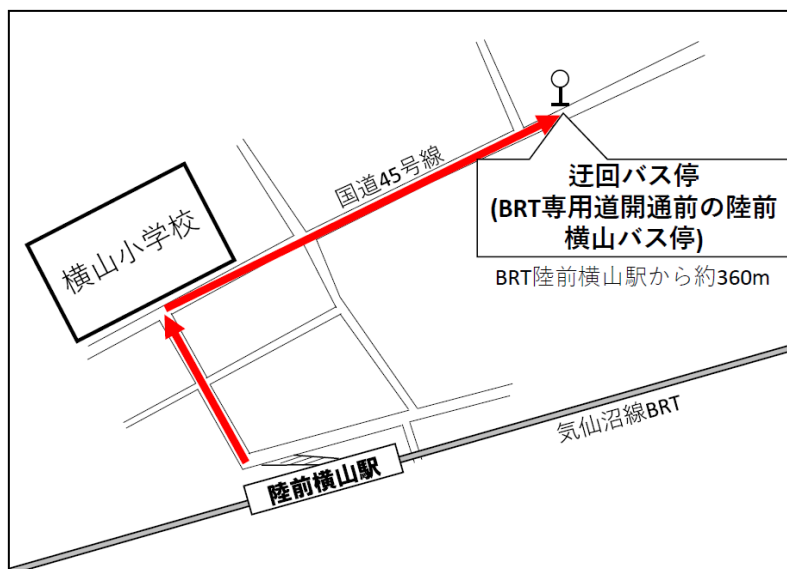 国道45号線
迂回バス停
(BRT専用道開通前の陸前
横山バス停)
横山小学校
BRT陸前横山駅から約360m
気仙沼線BRT
陸前横山駅